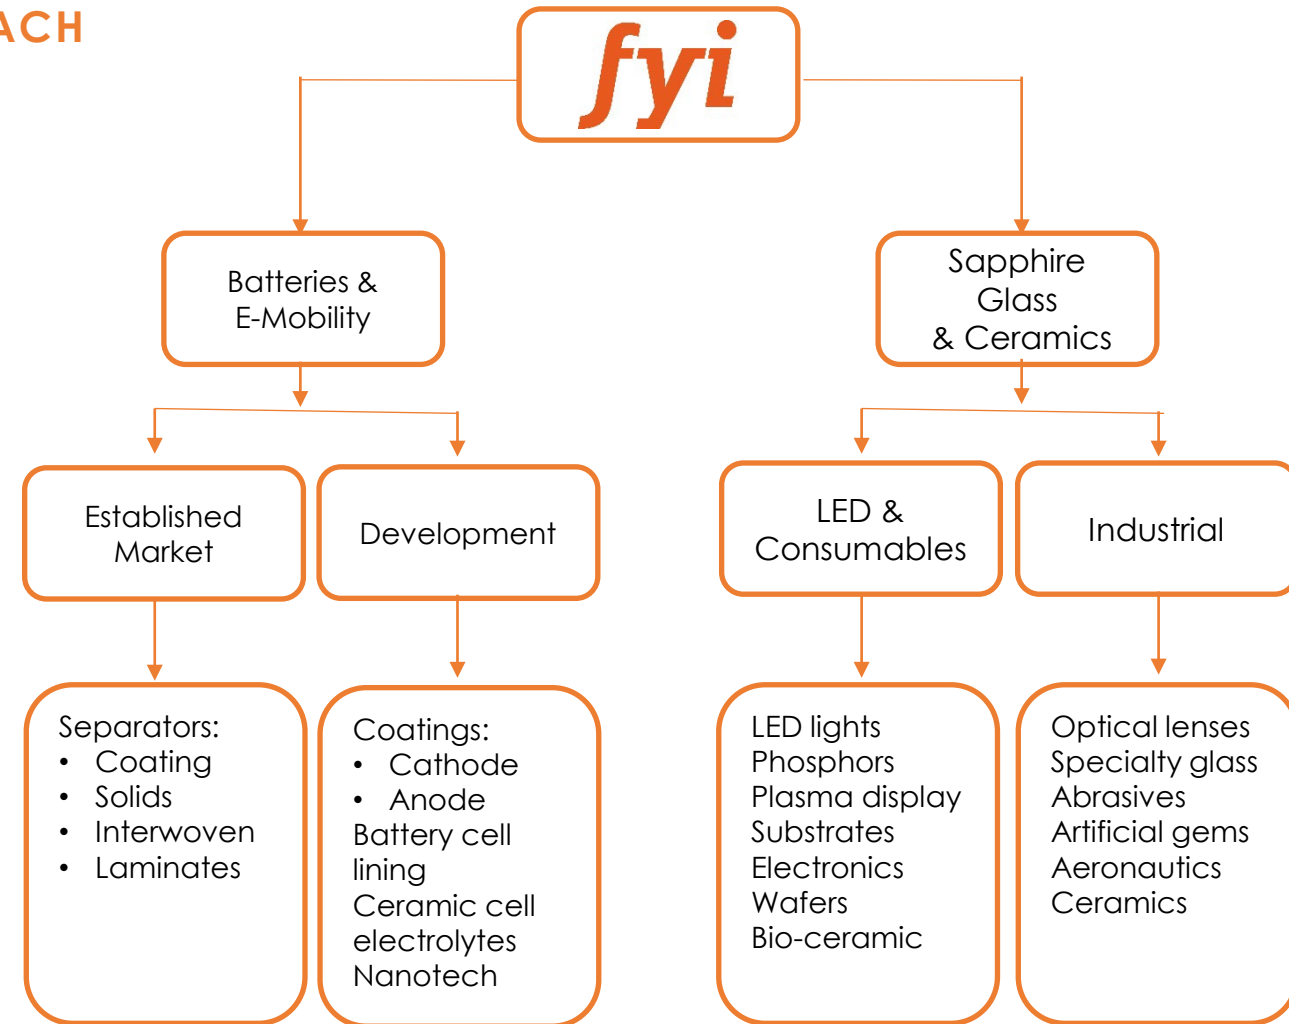 ACH
fyi
Batteries &
E-Mobility
Sapphire
Glass
& Ceramics
Established
Market
Development
LED &
Consumables
Industrial
Separators:
• Coating
• Solids
• Interwoven
• Laminates
Coatings:
• Cathode
• Anode
Battery cell
lining
Ceramic cell
electrolytes
Nanotech
LED lights
Phosphors
Plasma display
Substrates
Electronics
Wafers
Bio-ceramic
Optical lenses
Specialty glass
Abrasives
Artificial gems
Aeronautics
Ceramics